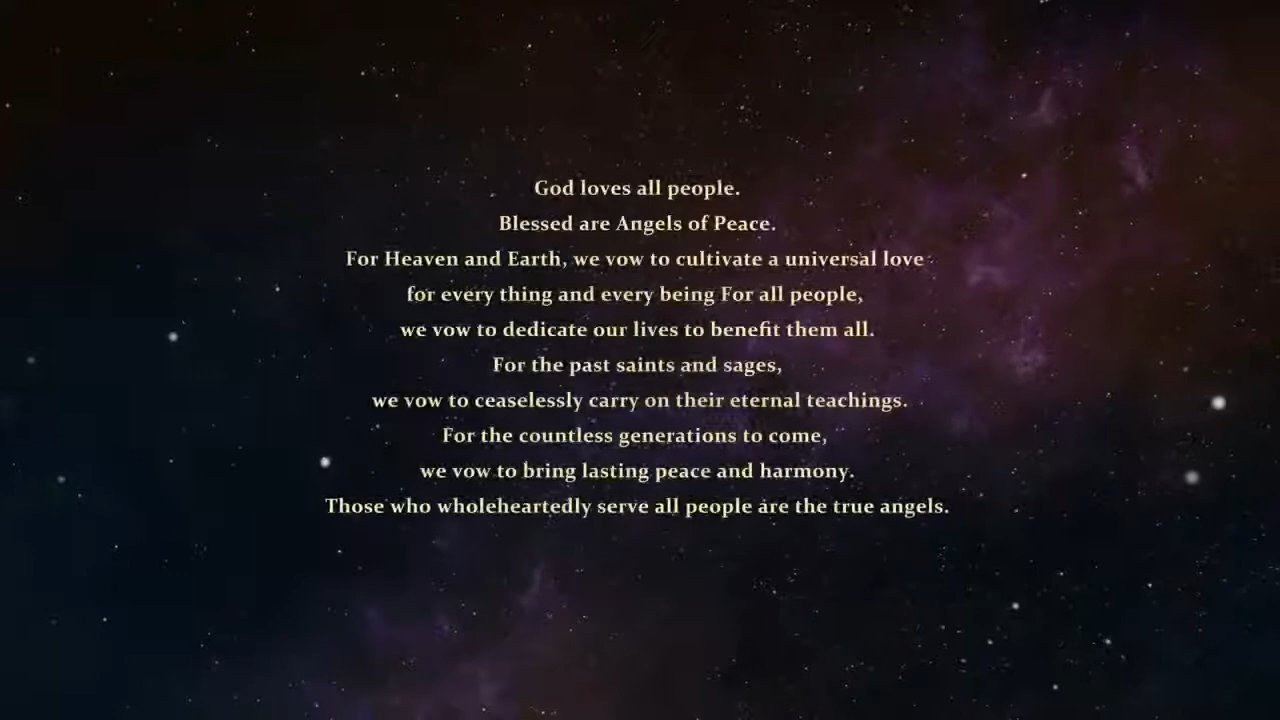 God loves all people.
Blessed are Angels of Peace.
For Heaven and Earth, we vow to cultivate a universal love
for every thing and every being For all people,
we vow to dedicate our lives to benefit them all.
For the past saints and sages,
we vow to ceaselessly carry on their eternal teachings.
For the countless generations to come,
we vow to bring lasting peace and harmony.
Those who wholeheartedly serve all people are the true angels.